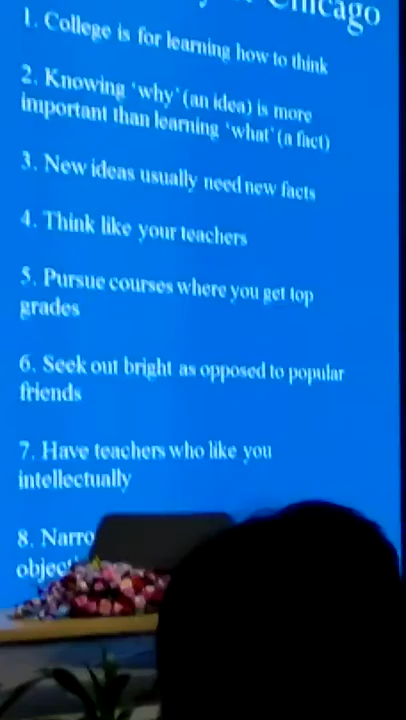 Chicago
1. College is for learning how to think
2. Knowing 'why' (an idea) is more
important than learning 'what' (a fact)
3. New ideas usually need new facts
4. Think like your teachers
5. Pursue courses where you get top
grades
6. Seek out bright as opposed to popular
friends
7. Have teachers who like you
intellectually
8.